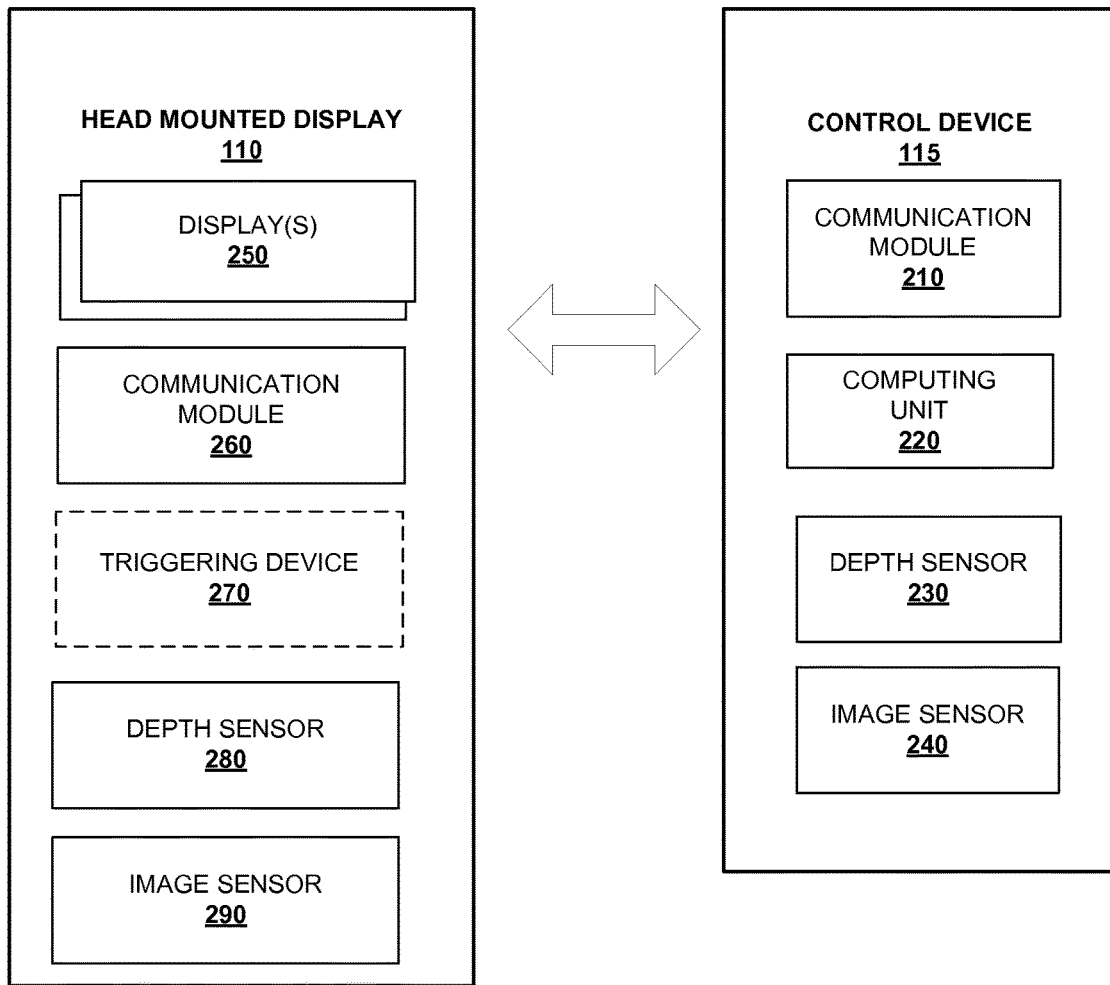 HEAD MOUNTED DISPLAY
110
DISPLAY(S)
250
COMMUNICATION
MODULE
260
TRIGGERING DEVICE
270
DEPTH SENSOR
280
IMAGE SENSOR
290
CONTROL DEVICE
115
COMMUNICATION
MODULE
210
COMPUTING
UNIT
220
DEPTH SENSOR
230
IMAGE SENSOR
240